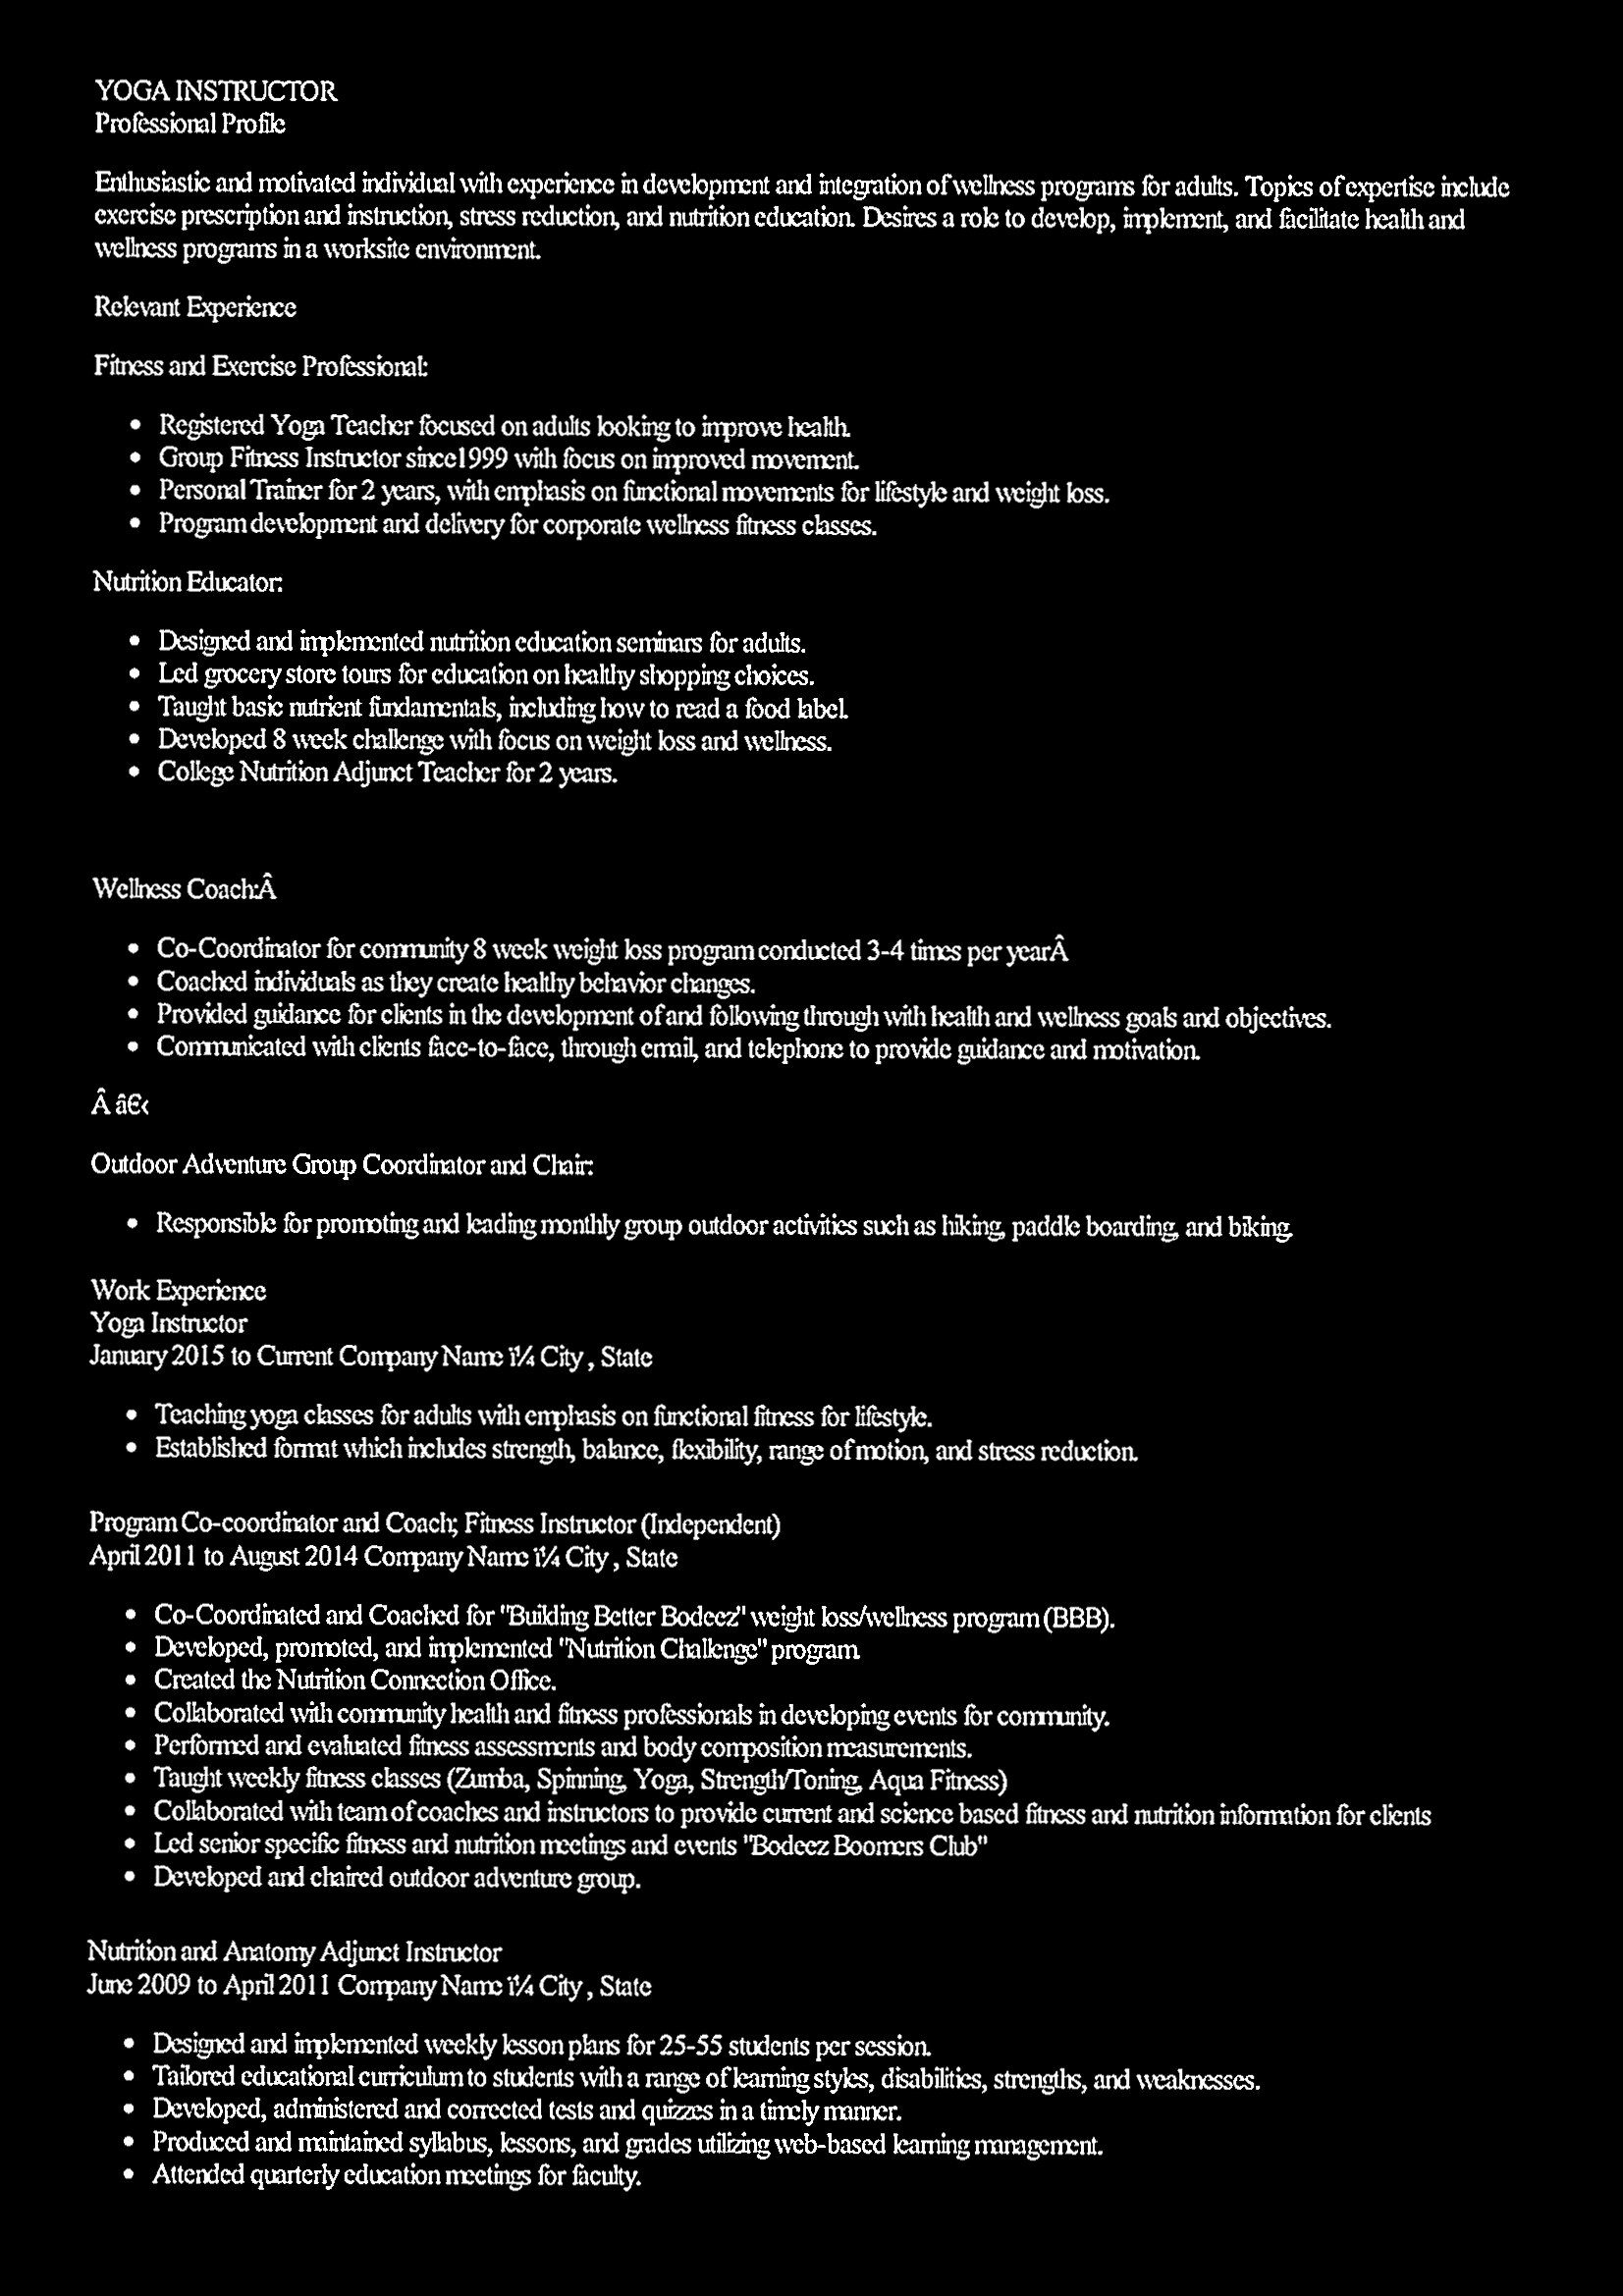 YOGA INSTRUCTOR
Professional Profile
Enthusiastic and motivated individual with experience in development and integration of wellness programs for adults. Topics of expertise include
exercise prescription and instruction, stress reduction, and nutrition education. Desires a role to develop, implement, and facilitate health and
wellness programs in a worksite environment.
Relevant Experience
Fitness and Exercise Professional:
• Registered Yoga Teacher focused on adults looking to improve health.
• Group Fitness Instructor since1999 with focus on improved movement.
• Personal Trainer for 2 years, with emphasis on functional movements for lifestyle and weight loss.
• Program development and delivery for corporate wellness fitness classes.
Nutrition Educator:
• Designed and implemented nutrition education seminars for adults.
• Led grocery store tours for education on healthy shopping choices.
• Taught basic nutrient fundamentals, including how to read a food label.
• Developed 8 week challenge with focus on weight loss and wellness.
• College Nutrition Adjunct Teacher for 2 years.
Wellness Coach:Â
• Co-Coordinator for community 8 week weight loss program conducted 3-4 times per yearÂ
• Coached individuals as they create healthy behavior changes.
• Provided guidance for clients in the development of and following through with health and wellness goals and objectives.
• Communicated with clients face-to-face, through email, and telephone to provide guidance and motivation.
Â â€‹
Outdoor Adventure Group Coordinator and Chair:
• Responsible for promoting and leading monthly group outdoor activities such as hiking, paddle boarding, and biking.
Work Experience
Yoga Instructor
January 2015 to Current Company Name ï¼ City , State
• Teaching yoga classes for adults with emphasis on functional fitness for lifestyle.
• Established format which includes strength, balance, flexibility, range of motion, and stress reduction.
Program Co-coordinator and Coach; Fitness Instructor (Independent)
April 2011 to August 2014 Company Name ï¼ City , State
• Co-Coordinated and Coached for "Building Better Bodeez" weight loss/wellness program (BBB).
• Developed, promoted, and implemented "Nutrition Challenge" program.
• Created the Nutrition Connection Office.
• Collaborated with community health and fitness professionals in developing events for community.
• Performed and evaluated fitness assessments and body composition measurements.
• Taught weekly fitness classes (Zumba, Spinning, Yoga, Strength/Toning, Aqua Fitness)
• Collaborated with team of coaches and instructors to provide current and science based fitness and nutrition information for clients
• Led senior specific fitness and nutrition meetings and events "Bodeez Boomers Club"
• Developed and chaired outdoor adventure group.
Nutrition and Anatomy Adjunct Instructor
June 2009 to April 2011 Company Name ï¼ City , State
• Designed and implemented weekly lesson plans for 25-55 students per session.
• Tailored educational curriculum to students with a range of learning styles, disabilities, strengths, and weaknesses.
• Developed, administered and corrected tests and quizzes in a timely manner.
• Produced and maintained syllabus, lessons, and grades utilizing web-based learning management.
• Attended quarterly education meetings for faculty.